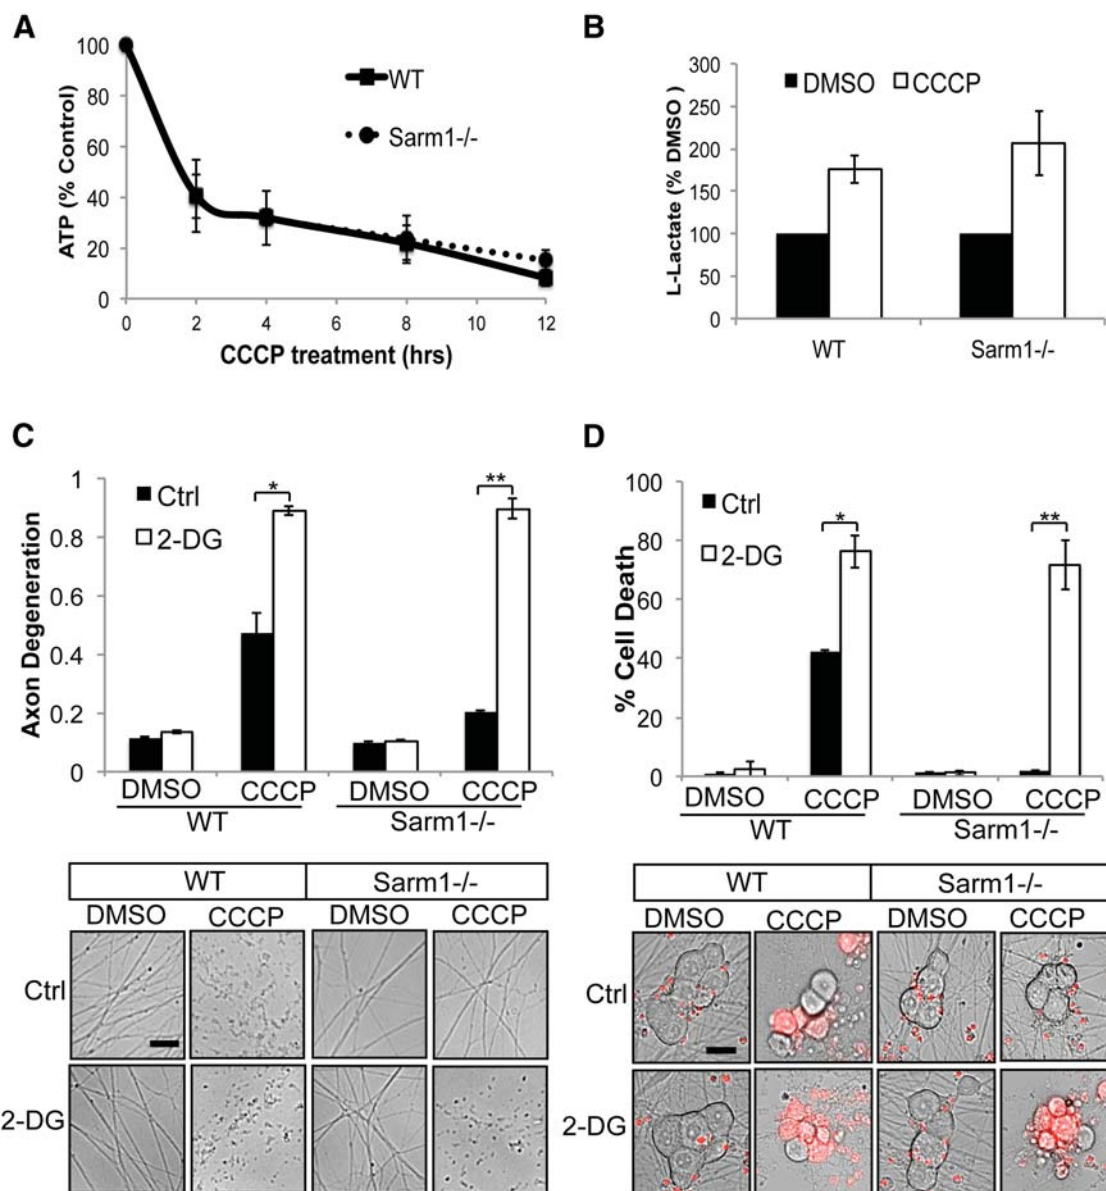 A
ATP (% Control)
100
80
60
40
20
0
WT
Sarm1-/-
0 2 4 6 8 10 12
CCCP treatment (hrs)
B
L-Lactate (% DMSO )
300
250
200
150
100
50
0
DMSO CCCP
WT Sarm1-/-
C
Axon Degeneration
1
0.8
0.6
0.4
0.2
0
Ctrl
2-DG
* **
DMSO CCCP DMSO CCCP
WT Sarm1-/-
WT Sarm1-/-
DMSO CCCP DMSO CCCP
Ctrl
2-DG
D
% Cell Death
100
80
60
40
20
0
Ctrl
2-DG
* **
DMSO CCCP DMSO CCCP
WT Sarm1-/-
WT Sarm1-/-
DMSO CCCP DMSO CCCP
Ctrl
2-DG